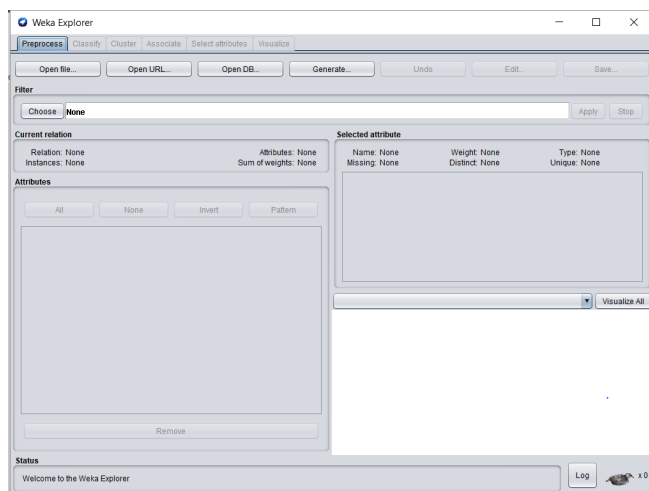 Weka Explorer
Preprocess Classify Cluster Associate Select attributes Visualize
Open file... Open URL... Open DB... Generate... Undo Edit... Save...
Filter
Choose None Apply Stop
Current relation
Relation: None Attributes: None
Instances: None Sum of weights: None
Selected attribute
Name: None Weight: None Type: None
Missing: None Distinct: None Unique: None
Attributes
All None Invert Pattern
Visualize All
Remove
Status
Welcome to the Weka Explorer
Log x 0